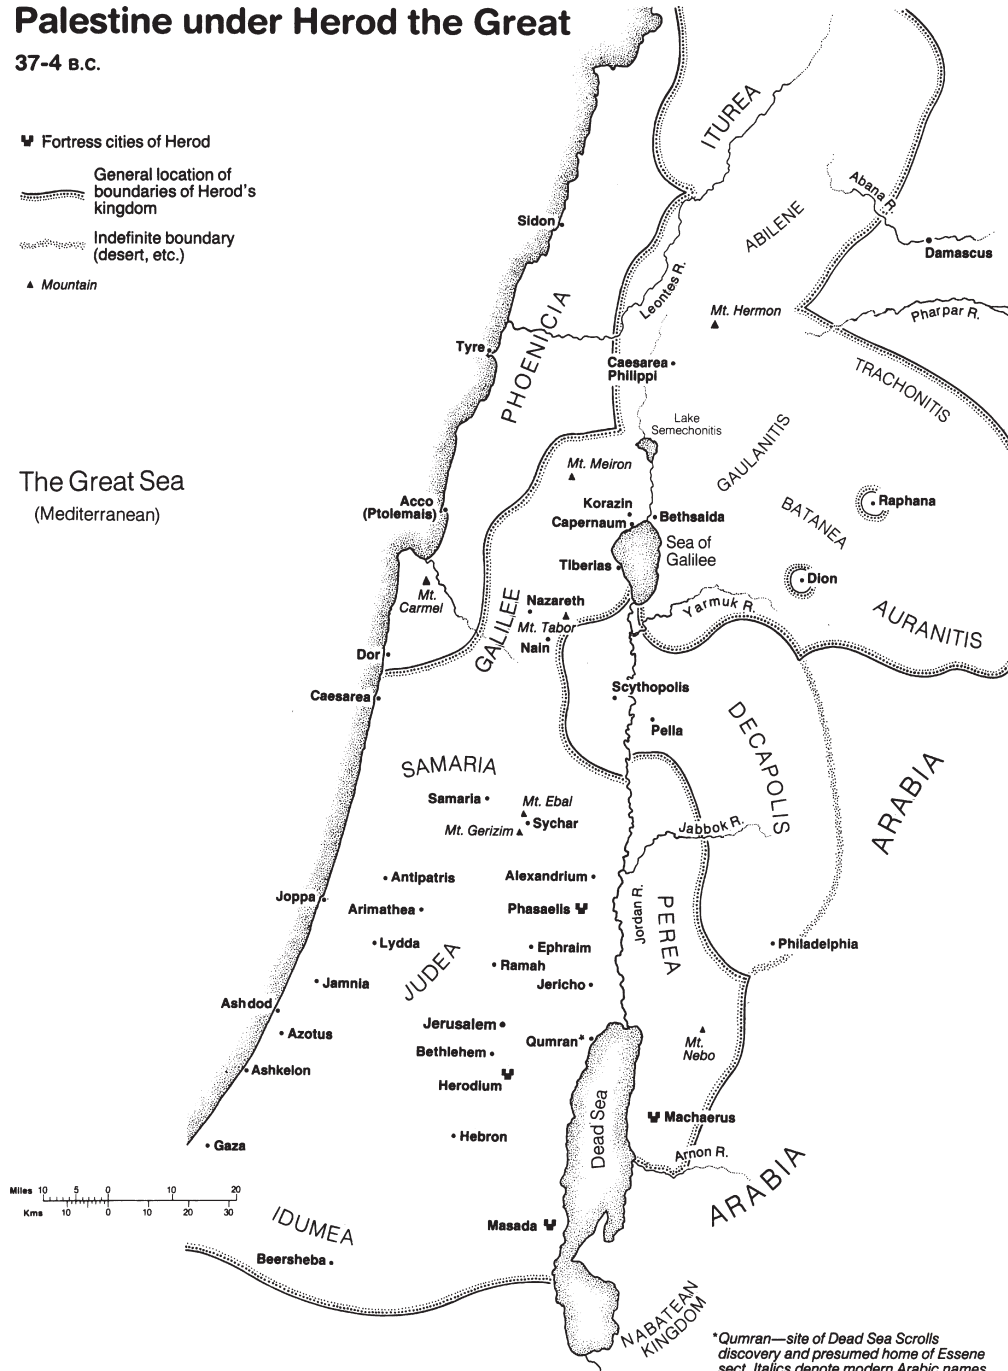 Palestine under Herod the Great
37-4 B.C.
Fortress cities of Herod
General location of
boundaries of Herod's
kingdom
Indefinite boundary
(desert, etc.)
Mountain
ITUREA
Abana R.
Sidon
ABILENE
Damascus
Leontes R.
Mt. Hermon
Pharpar R.
PHOENICIA
Tyre
Caesarea
Philippi
TRACHONITIS
Lake
Semechonitis
GAULANITIS
The Great Sea
(Mediterranean)
Mt. Meiron
Acco
(Ptolemais)
Korazin
Capernaum
Bethsaida
BATANEA
Raphana
Sea of
Galilee
Tiberias
Dion
Mt.
Carmel
GALILEE
Nazareth
Yarmuk R.
AURANITIS
Mt. Tabor
Nain
Dor
Caesarea
Scythopolis
Pella
DECAPOLIS
SAMARIA
Samaria
Mt. Ebal
Sychar
Mt. Gerizim
Jabbok R.
ARABIA
Antipatris
Alexandrium
Joppa
Arimathea
Phasaelis
Jordan R.
PEREA
Lydda
Ephraim
Philadelphia
JUDEA
Ramah
Jamnia
Jericho
Ashdod
Jerusalem
Azotus
Qumran*
Mt.
Nebo
Bethlehem
Ashkelon
Herodium
Dead Sea
Machaerus
Hebron
Gaza
Arnon R.
ARABIA
Miles 10 5 0 10 20
Kms 10 0 10 20 30
IDUMEA
Masada
Beersheba
NABATEAN
KINGDOM
*Qumran—site of Dead Sea Scrolls
discovery and presumed home of Essene
sect. Italics denote modern Arabic names